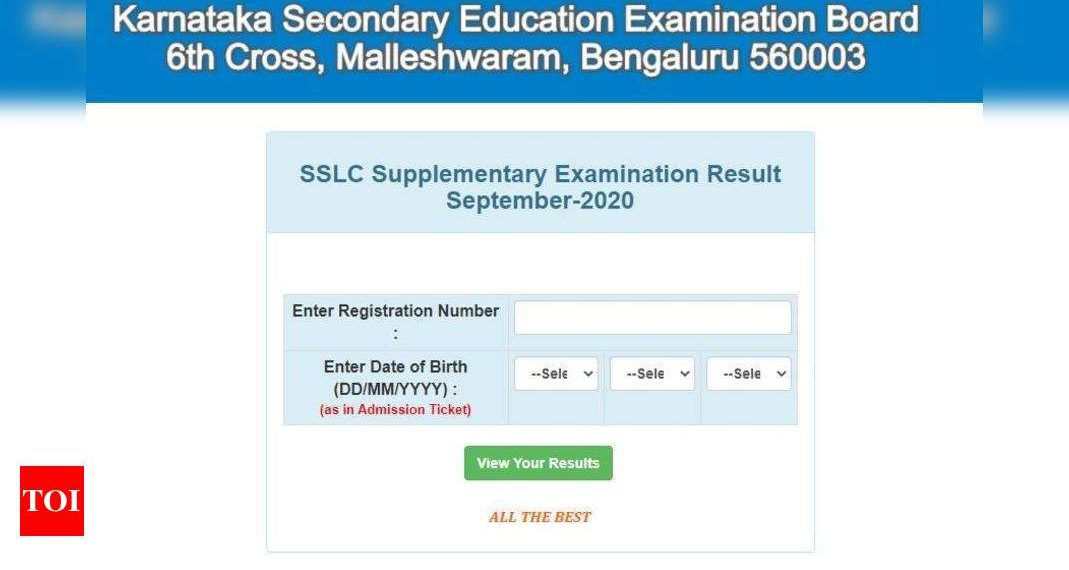 Karnataka Secondary Education Examination Board
6th Cross, Malleshwaram, Bengaluru 560003
SSLC Supplementary Examination Result
September-2020
Enter Registration Number
:
Enter Date of Birth
(DD/MM/YYYY) :
(as in Admission Ticket)
--Sele --Sele --Sele
View Your Results
ALL THE BEST
TOI